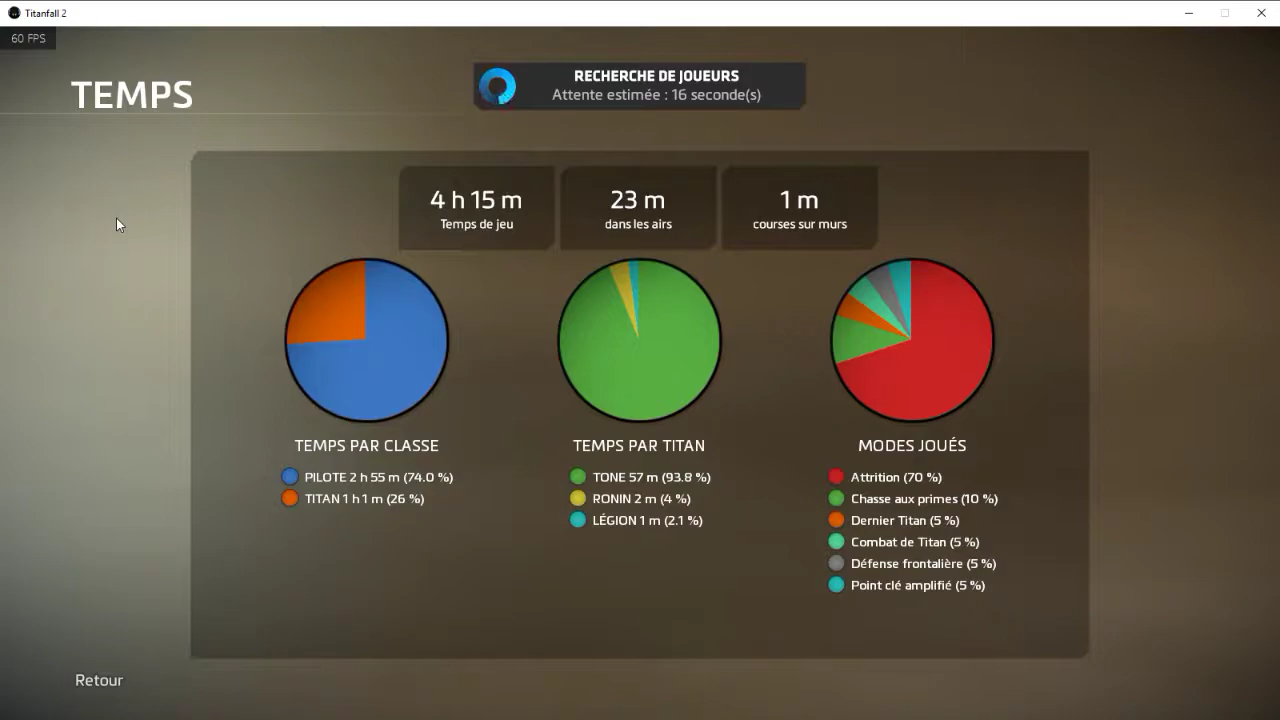 Titanfall 2
60 FPS
TEMPS
RECHERCHE DE JOUEURS
Attente estimée : 16 seconde(s)
4 h 15 m
Temps de jeu
23 m
dans les airs
1 m
courses sur murs
TEMPS PAR CLASSE
PILOTE 2 h 55 m (74.0 %)
TITAN 1 h 1 m (26 %)
TEMPS PAR TITAN
TONE 57 m (93.8 %)
RONIN 2 m (4 %)
LÉGION 1 m (2.1 %)
MODES JOUÉS
Attrition (70 %)
Chasse aux primes (10 %)
Dernier Titan (5 %)
Combat de Titan (5 %)
Défense frontalière (5 %)
Point clé amplifié (5 %)
Retour